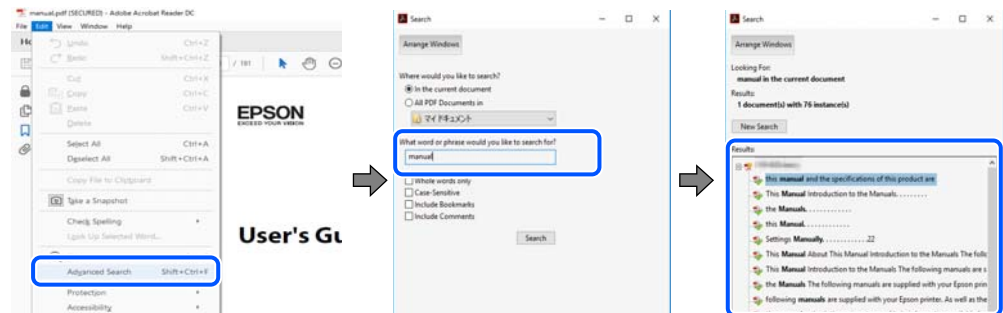 manual.pdf (SECURED) - Adobe Acrobat Reader DC
File Edit View Window Help
Undo Ctrl+Z
Redo Shift+Ctrl+Z
Cut Ctrl+X
Copy Ctrl+C
Paste Ctrl+V
Delete
Select All Ctrl+A
Deselect All Shift+Ctrl+A
Copy File to Clipboard
Take a Snapshot
Check Spelling
Look Up Selected Word...
Advanced Search Shift+Ctrl+F
Protection
Accessibility
/ 181
EPSON
EXCEED YOUR VISION
User's Gu
Search
Arrange Windows
Where would you like to search?
In the current document
All PDF Documents in
マイ ドキュメント
What word or phrase would you like to search for?
manual
Whole words only
Case-Sensitive
Include Bookmarks
Include Comments
Search
Search
Arrange Windows
Looking For:
manual in the current document
Results:
1 document(s) with 76 instance(s)
New Search
Results:
this manual and the specifications of this product are
This Manual Introduction to the Manuals. . . . . . . . .
the Manuals. . . . . . . . . . . . .
this Manual. . . . . . . . . . . . .
Settings Manually. . . . . . . . . . . . . 22
This Manual About This Manual Introduction to the Manuals The follo
This Manual Introduction to the Manuals The following manuals are s
the Manuals The following manuals are supplied with your Epson prin
following manuals are supplied with your Epson printer. As well as the